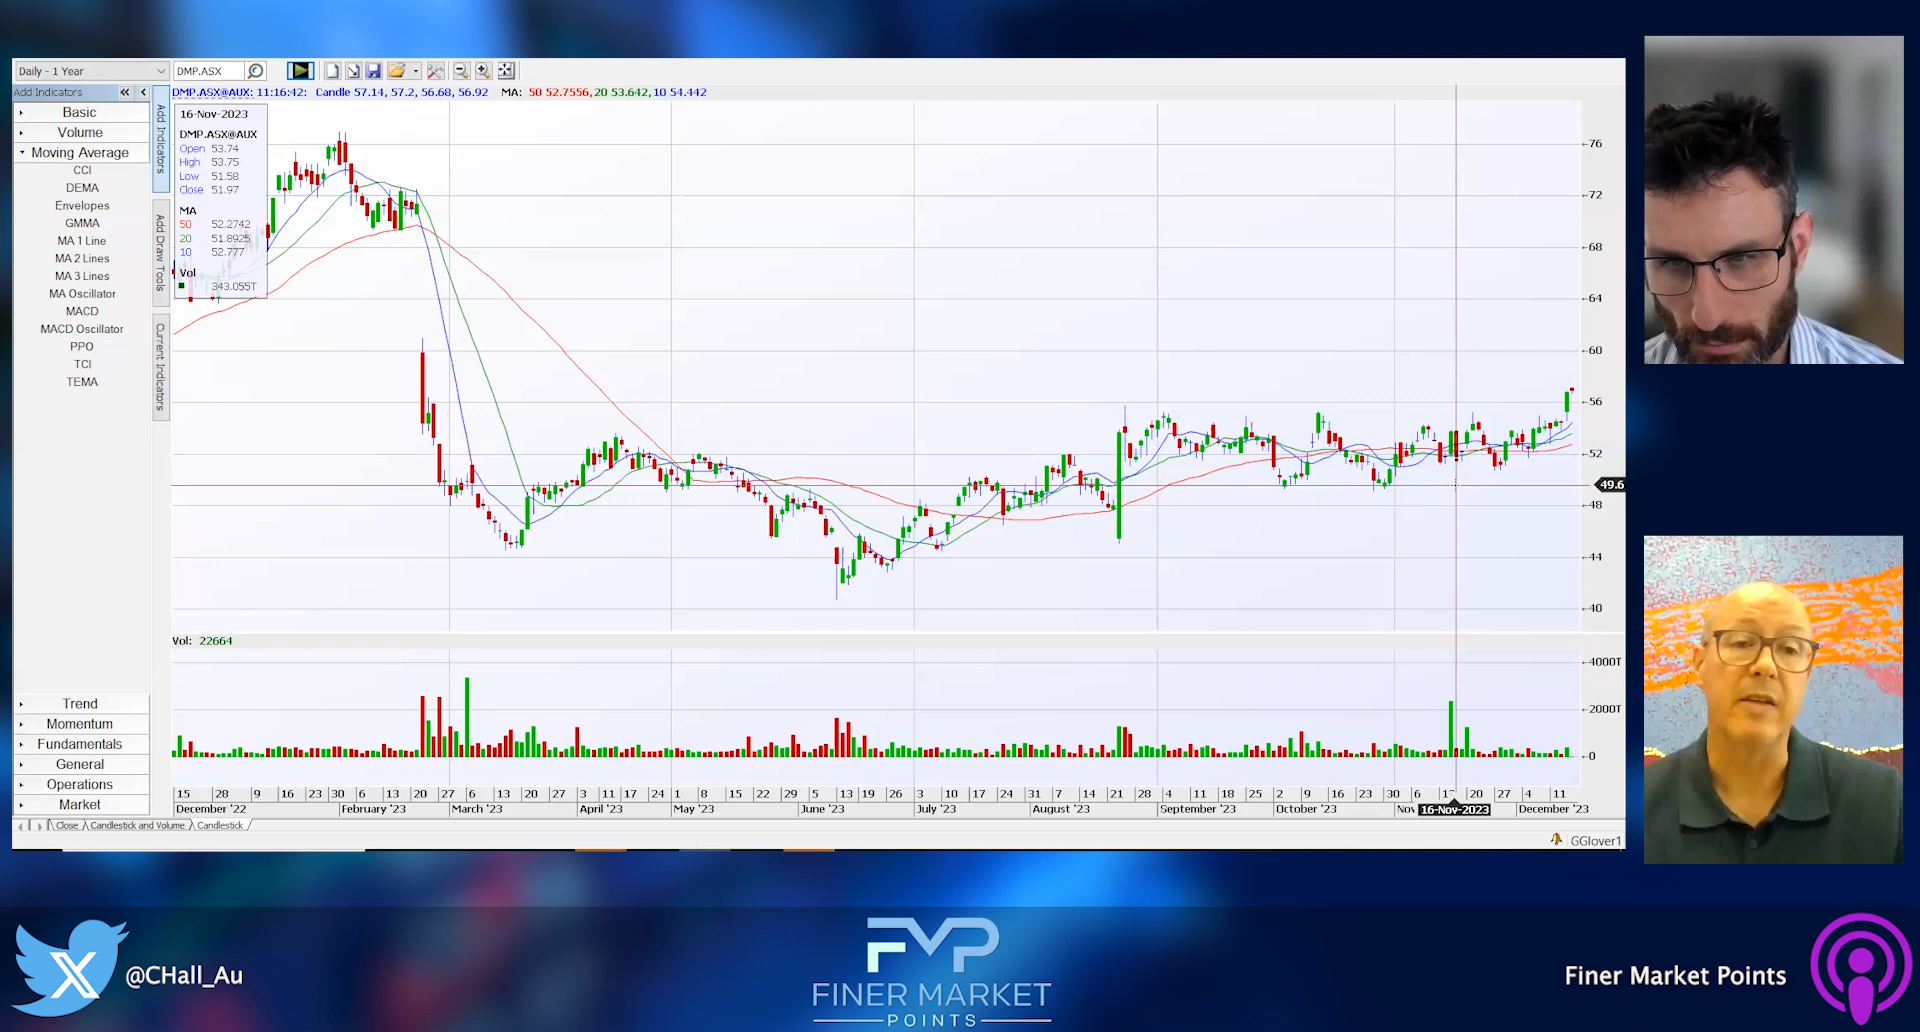 Daily - 1 Year
DMP.ASX
Add Indicators
Basic
Volume
Moving Average
CCI
DEMA
Envelopes
GMMA
MA 1 Line
MA 2 Lines
MA 3 Lines
MA Oscillator
MACD
MACD Oscillator
PPO
TCI
TEMA
Trend
Momentum
Fundamentals
General
Operations
Market
Add Indicators
Add Draw Tools
Current Indicators
DMP.ASX@AUX: 11:16:42: Candle 57.14, 57.2, 56.68, 56.92 MA: 50 52.7556, 20 53.642, 10 54.442
16-Nov-2023
DMP.ASX@AUX
Open 53.74
High 53.75
Low 51.58
Close 51.97
MA
50 52.2742
20 51.8925
10 52.777
Vol
343.055T
76
72
68
64
60
56
52
49.6
48
44
40
Vol: 22664
4000T
2000T
0
15 28 9 16 23 30 6 13 20 27 6 13 20 27 3 11 17 24 1 8 15 22 29 5 13 19 26 3 10 17 24 31 7 14 21 28 4 11 18 25 2 9 16 23 30 6 20 27 4 11
December '22 February '23 March '23 April '23 May '23 June '23 July '23 August '23 September '23 October '23 Nov 16-Nov-2023 December '23
Close Candlestick and Volume Candlestick
GGlover1
@CHall_Au
FMP
FINER MARKET
POINTS
Finer Market Points